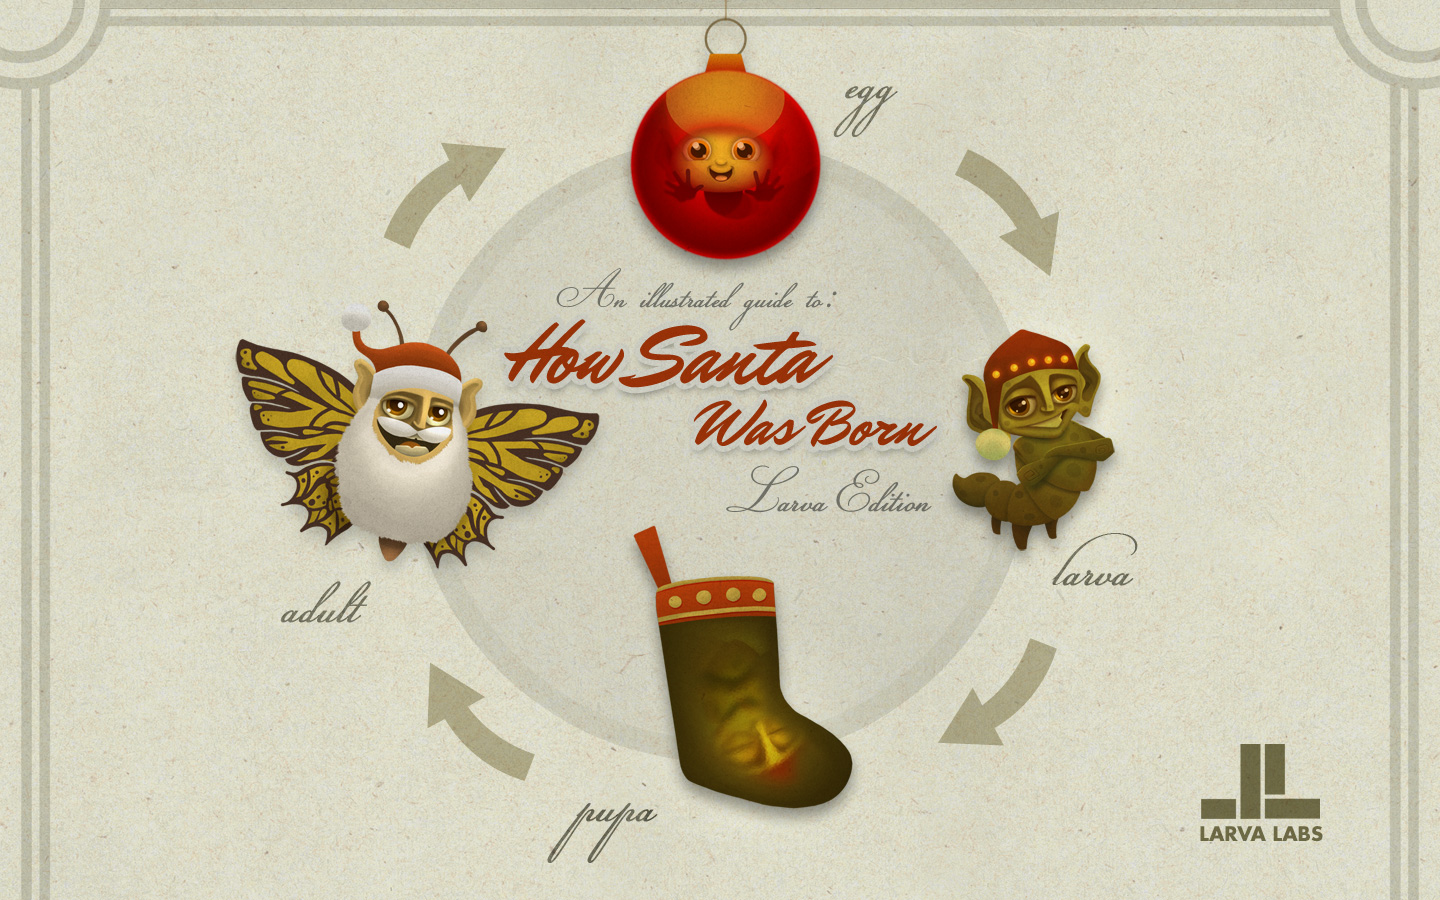 egg
An illustrated guide to:
How Santa
Was Born
Larva Edition
larva
adult
pupa
LARVA LABS